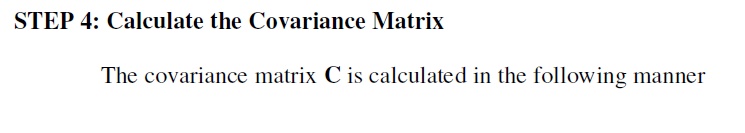 STEP 4: Calculate the Covariance Matrix
The covariance matrix C is calculated in the following manner